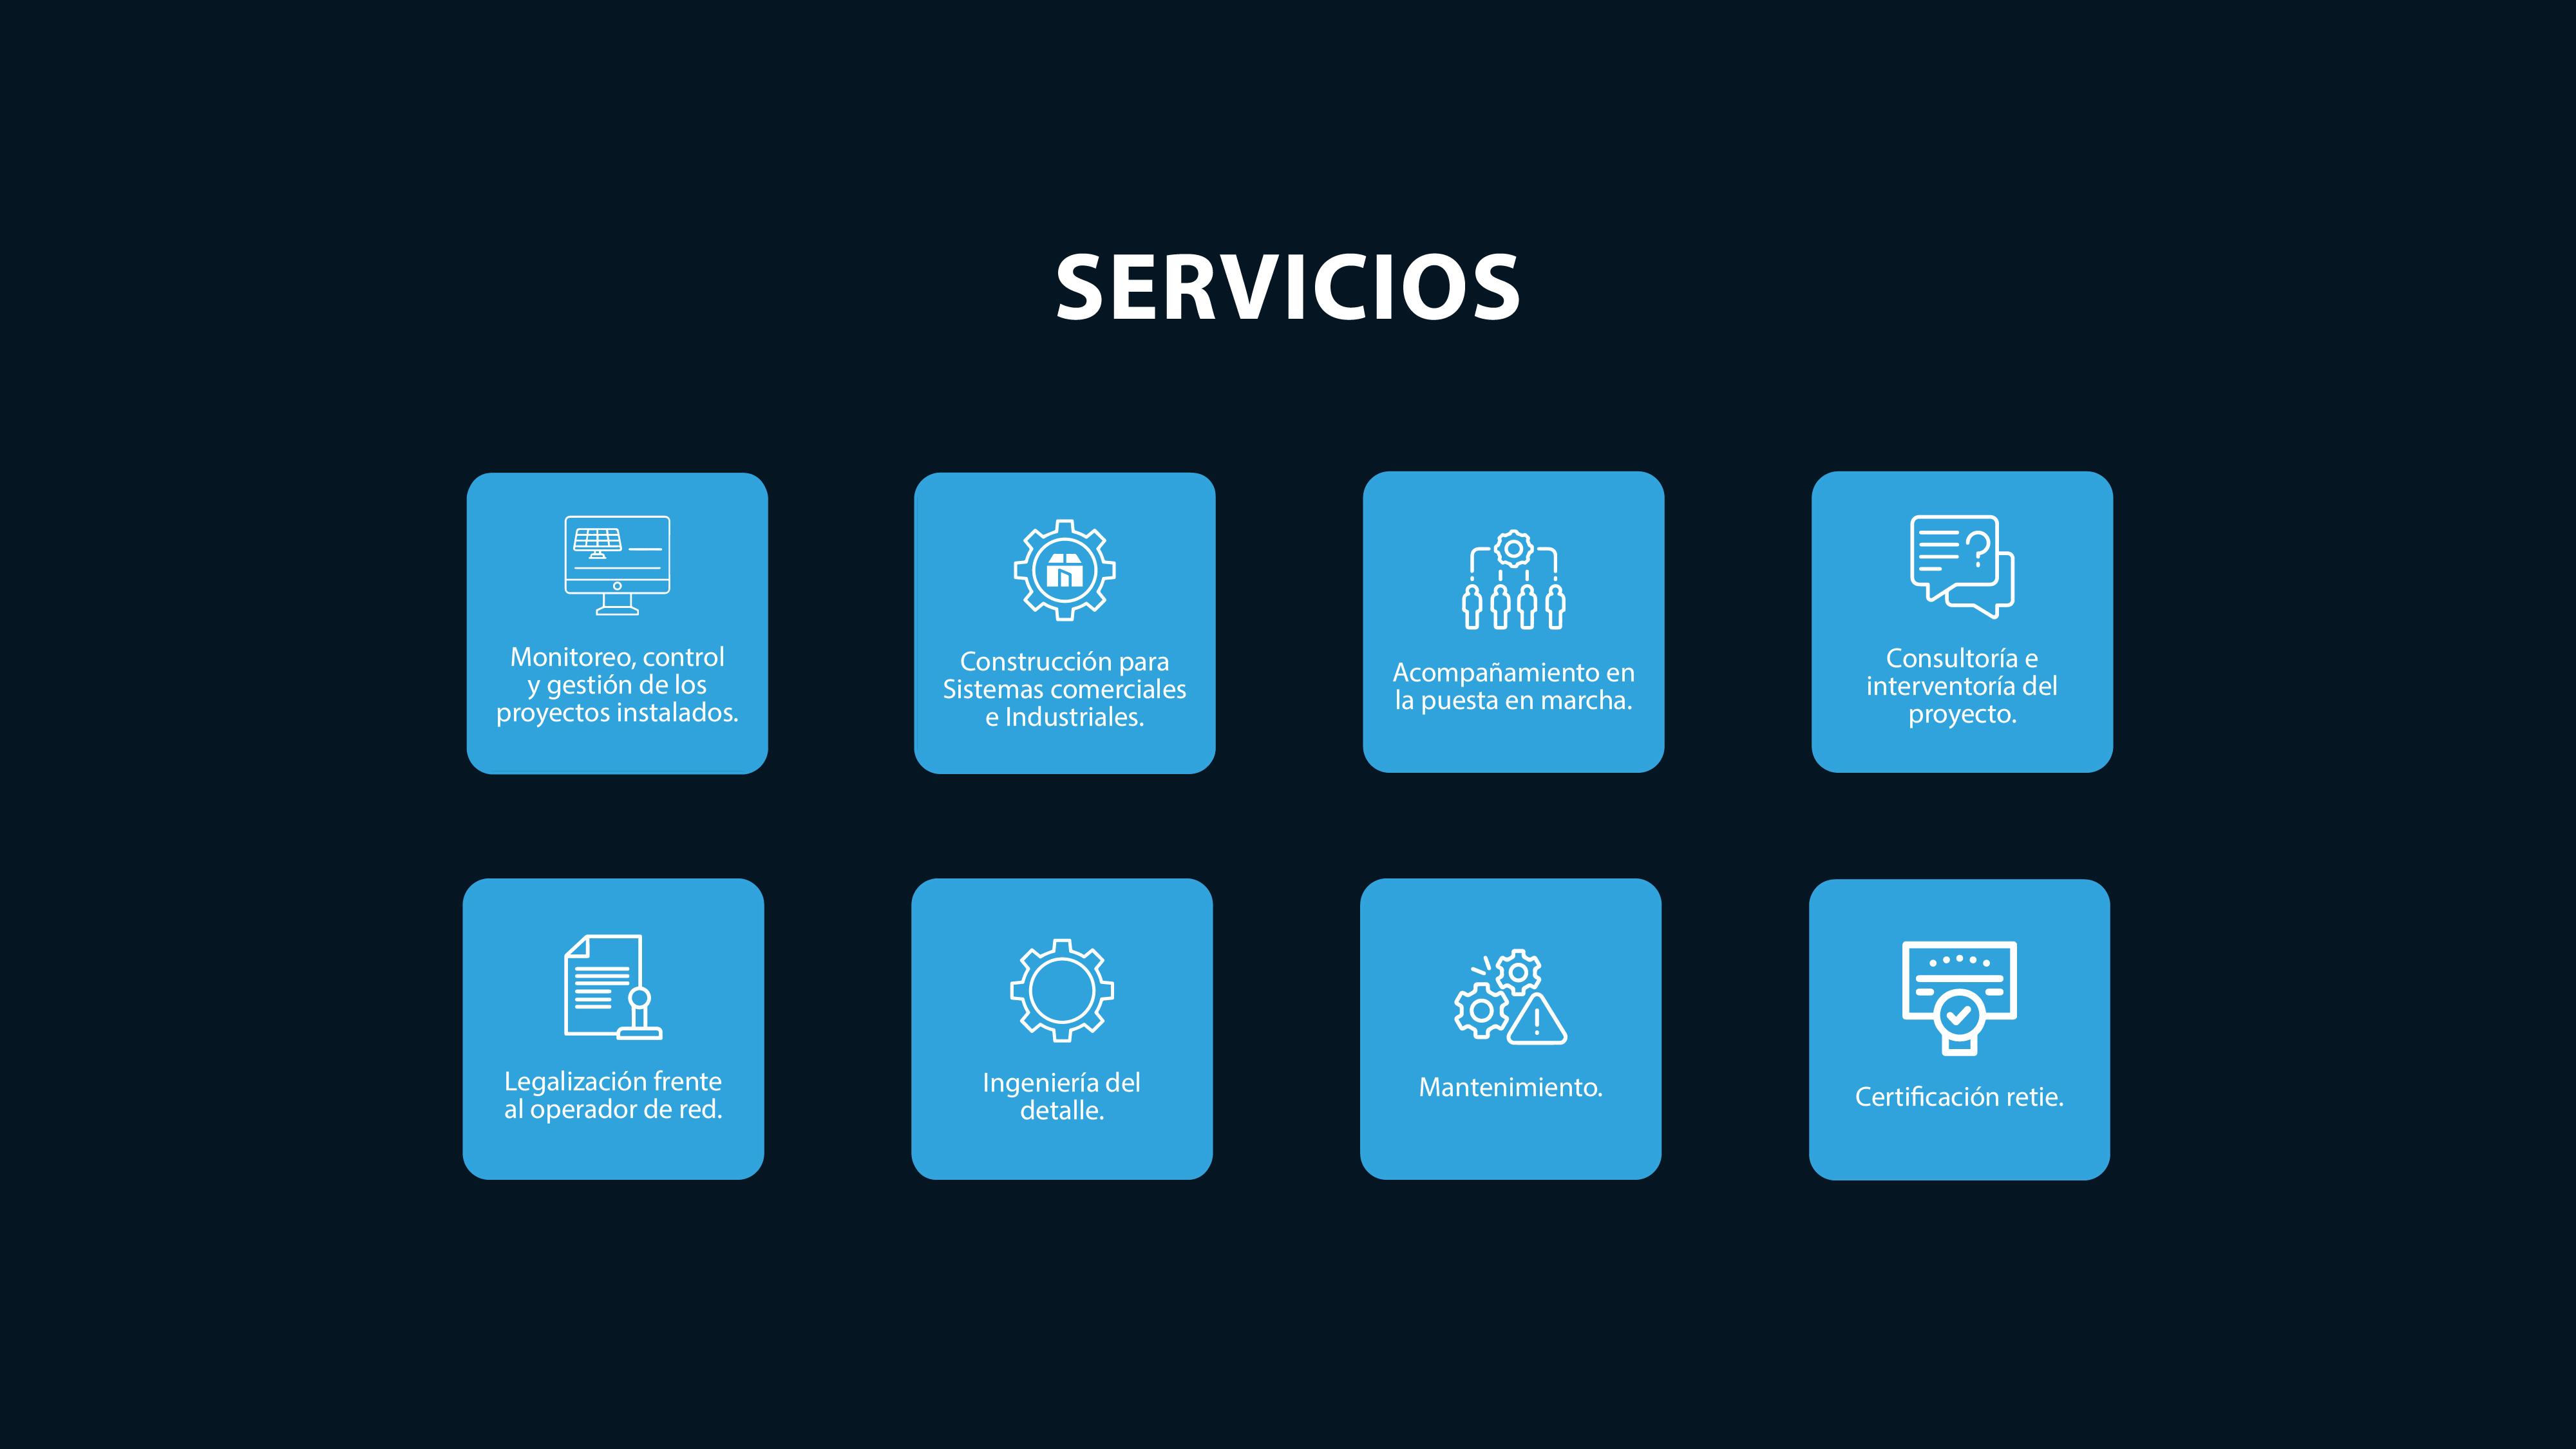 SERVICIOS
Monitoreo, control
y gestión de los
proyectos instalados.
Construcción para
Sistemas comerciales
e Industriales.
Acompañamiento en
la puesta en marcha.
Consultoría e
interventoría del
proyecto.
Legalización frente
al operador de red.
Ingeniería del
detalle.
Mantenimiento.
Certificación retie.